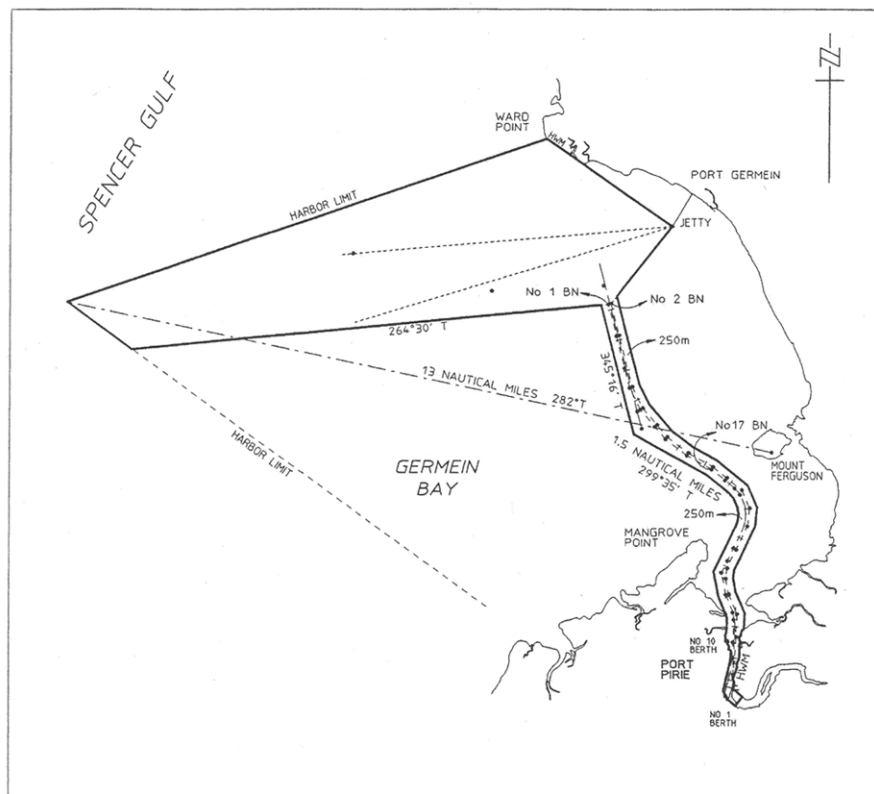 N
SPENCER GULF
WARD
POINT
HWM
PORT GERMEIN
HARBOR LIMIT
JETTY
No 1 BN
No 2 BN
264°30' T
250m
345°16' T
13 NAUTICAL MILES 282°T
No17 BN
HARBOR LIMIT
1.5 NAUTICAL MILES
299°35' T
MOUNT
FERGUSON
GERMEIN
BAY
250m
MANGROVE
POINT
NO 10
BERTH
PORT
PIRIE
HWM
NO 1
BERTH